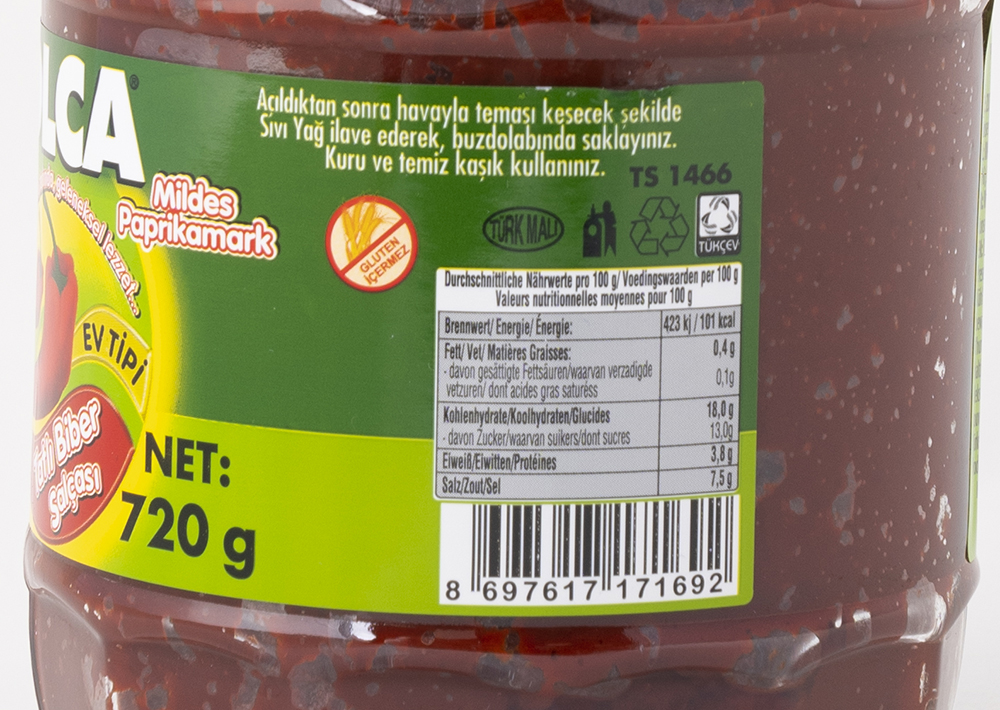 LCA
Açıldıktan sonra havayla teması kesecek şekilde
Sıvı Yağ ilave ederek, buzdolabında saklayınız.
Kuru ve temiz kaşık kullanınız.
TS 1466
Mildes
Paprikamark
geleneksel lezzet...
GLUTEN
İÇERMEZ
TÜRK MALI
TÜKÇEV
EV TİPİ
Tatlı Biber
Salçası
NET:
720 g
Durchschnittliche Nährwerte pro 100 g/ Voedingswaarden per 100 g
Valeurs nutritionnelles moyennes pour 100 g
Brennwert/ Energie/ Énergie: 423 kj / 101 kcal
Fett/ Vet/ Matières Graisses: 0,4 g
- davon gesättigte Fettsäuren/waarvan verzadigde 0,1g
vetzuren/ dont acides gras saturéss
Kohlenhydrate/Koolhydraten/Glucides 18,0 g
- davon Zucker/waarvan suikers/dont sucres 13,0g
Eiweiß/Eiwitten/Protéines 3,8 g
Salz/Zout/Sel 7,5 g
8 697617 171692